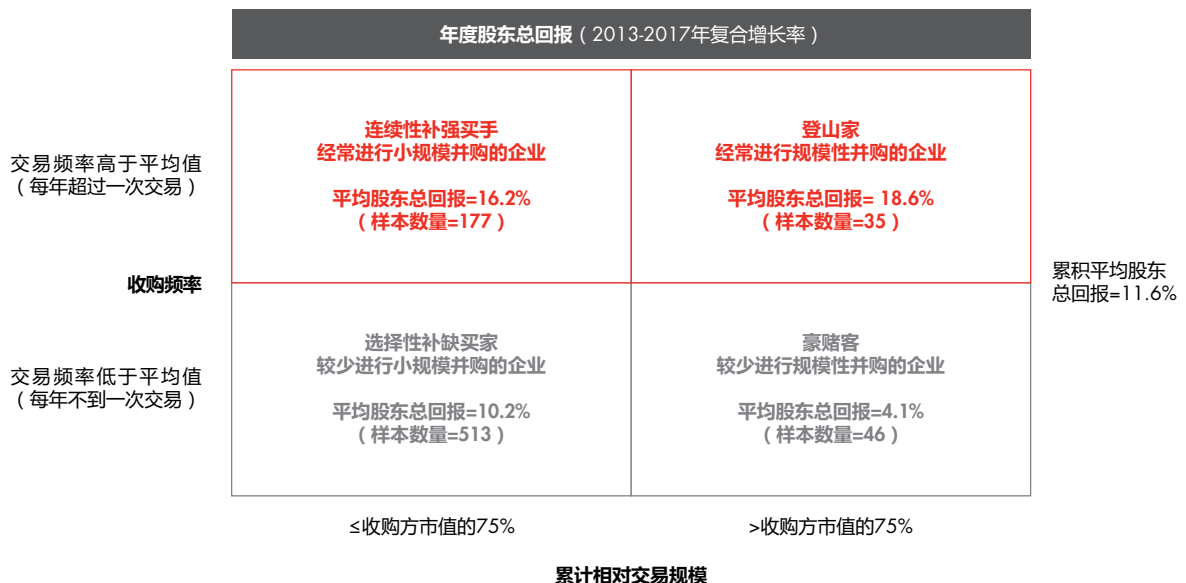 年度股东总回报（2013-2017年复合增长率）
交易频率高于平均值
（每年超过一次交易）
连续性补强买手
经常进行小规模并购的企业
平均股东总回报=16.2%
（样本数量=177）
登山家
经常进行规模性并购的企业
平均股东总回报= 18.6%
（样本数量=35）
收购频率
累积平均股东
总回报=11.6%
交易频率低于平均值
（每年不到一次交易）
选择性补缺买家
较少进行小规模并购的企业
平均股东总回报=10.2%
（样本数量=513）
豪赌客
较少进行规模性并购的企业
平均股东总回报=4.1%
（样本数量=46）
≤收购方市值的75%
>收购方市值的75%
累计相对交易规模